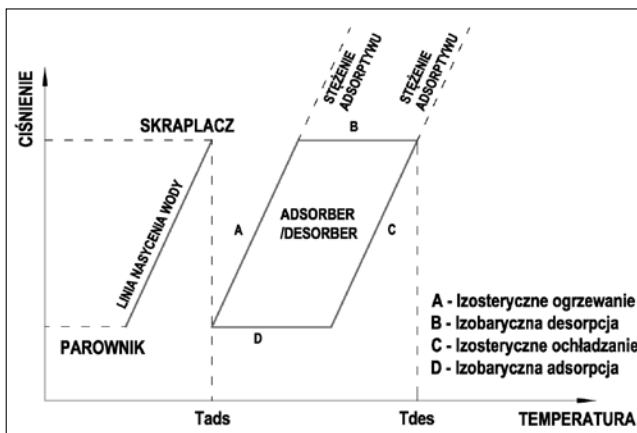 CIŚNIENIE
STĘŻENIE
ADSORPTYWU
STĘŻENIE
ADSORPTYWU
B
SKRAPLACZ
LINIA NASYCENIA WODY
A
ADSORBER
/DESORBER
C
A - Izosteryczne ogrzewanie
B - Izobaryczna desorpcja
C - Izosteryczne ochładzanie
D - Izobaryczna adsorpcja
PAROWNIK
D
Tads
Tdes
TEMPERATURA